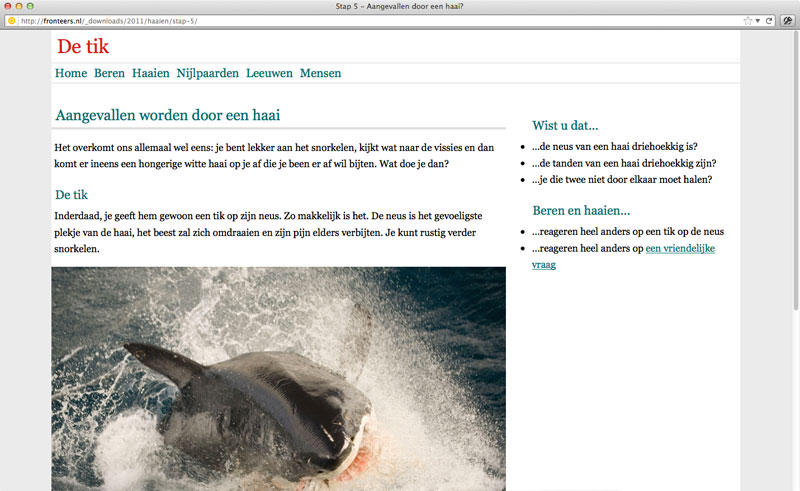 Stap 5 – Aangevallen door een haai?
http://fronteers.nl/_downloads/2011/haaien/stap-5/
De tik
Home Beren Haaien Nijlpaarden Leeuwen Mensen
Aangevallen worden door een haai
Het overkomt ons allemaal wel eens: je bent lekker aan het snorkelen, kijkt wat naar de vissies en dan
komt er ineens een hongerige witte haai op je af die je been er af wil bijten. Wat doe je dan?
De tik
Inderdaad, je geeft hem gewoon een tik op zijn neus. Zo makkelijk is het. De neus is het gevoeligste
plekje van de haai, het beest zal zich omdraaien en zijn pijn elders verbijten. Je kunt rustig verder
snorkelen.
Wist u dat...
...de neus van een haai driehoekkig is?
...de tanden van een haai driehoekkig zijn?
...je die twee niet door elkaar moet halen?
Beren en haaien...
...reageren heel anders op een tik op de neus
...reageren heel anders op een vriendelijke
vraag